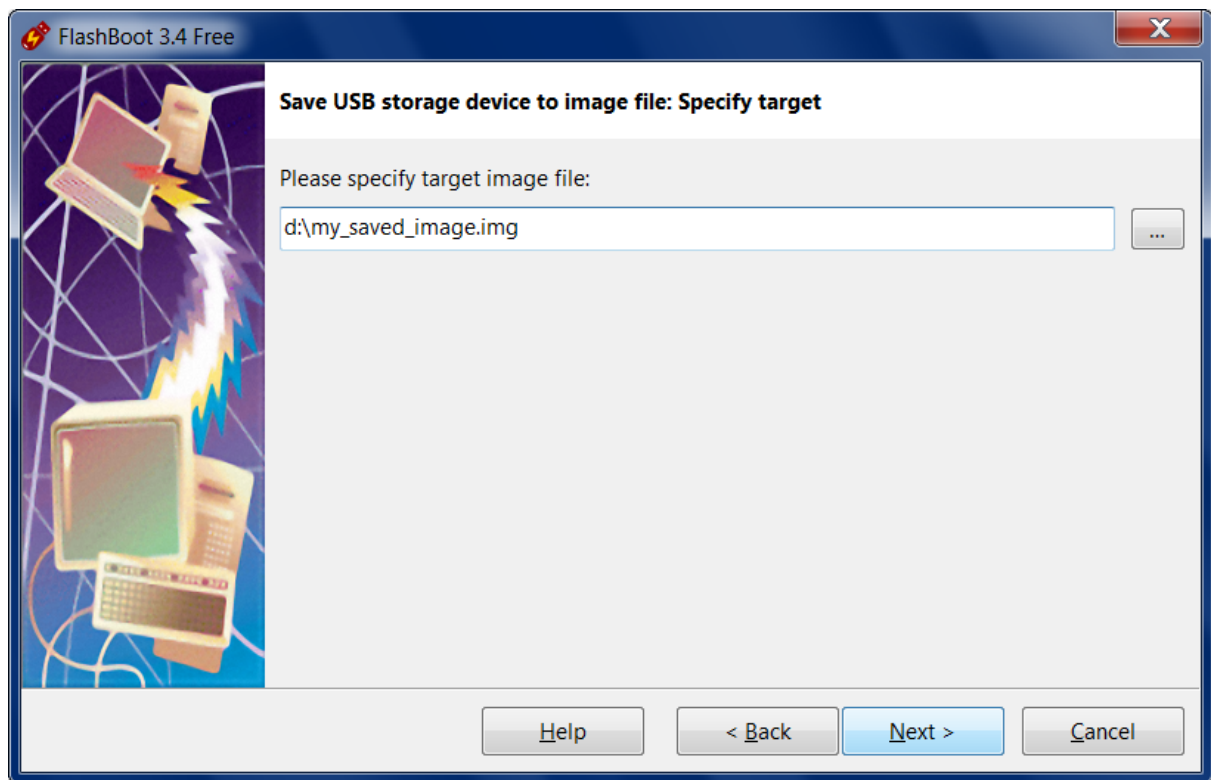 FlashBoot 3.4 Free
X
Save USB storage device to image file: Specify target
Please specify target image file:
d:\my_saved_image.img
...
Help
< Back
Next >
Cancel